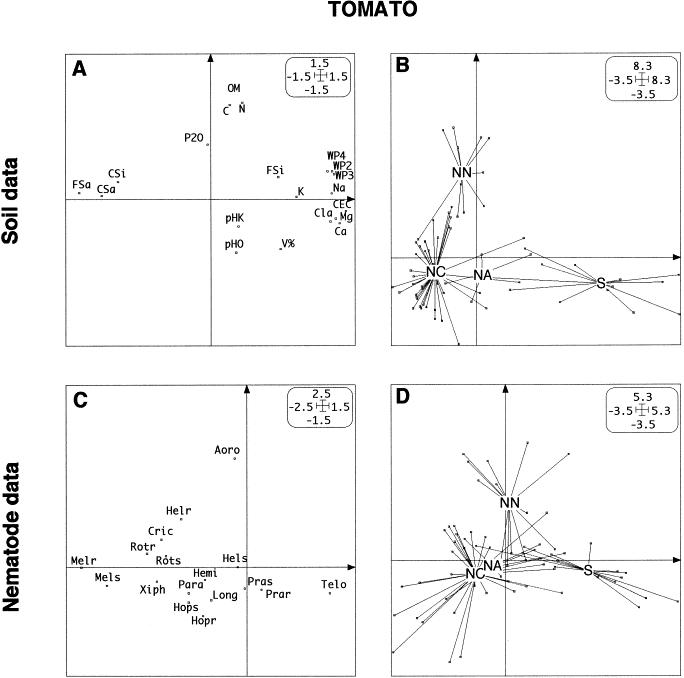 TOMATO
Soil data
A
1.5
-1.5 1.5
-1.5
OM
C N
P2O
WP4
WP2
WP3
FSi
CSi
FSa
CSa
K
Na
CEC
Cla
Mg
Ca
pHK
pHO
V%
B
8.3
-3.5 8.3
-3.5
NN
NC
NA
S
Nematode data
C
2.5
-2.5 1.5
-1.5
Aoro
Helr
Cric
Rotr
Rots
Hels
Melr
Mels
Hemi
Xiph
Para
Pras
Telo
Long
Prar
Hops
Hopr
D
5.3
-3.5 5.3
-3.5
NN
NA
NC
S